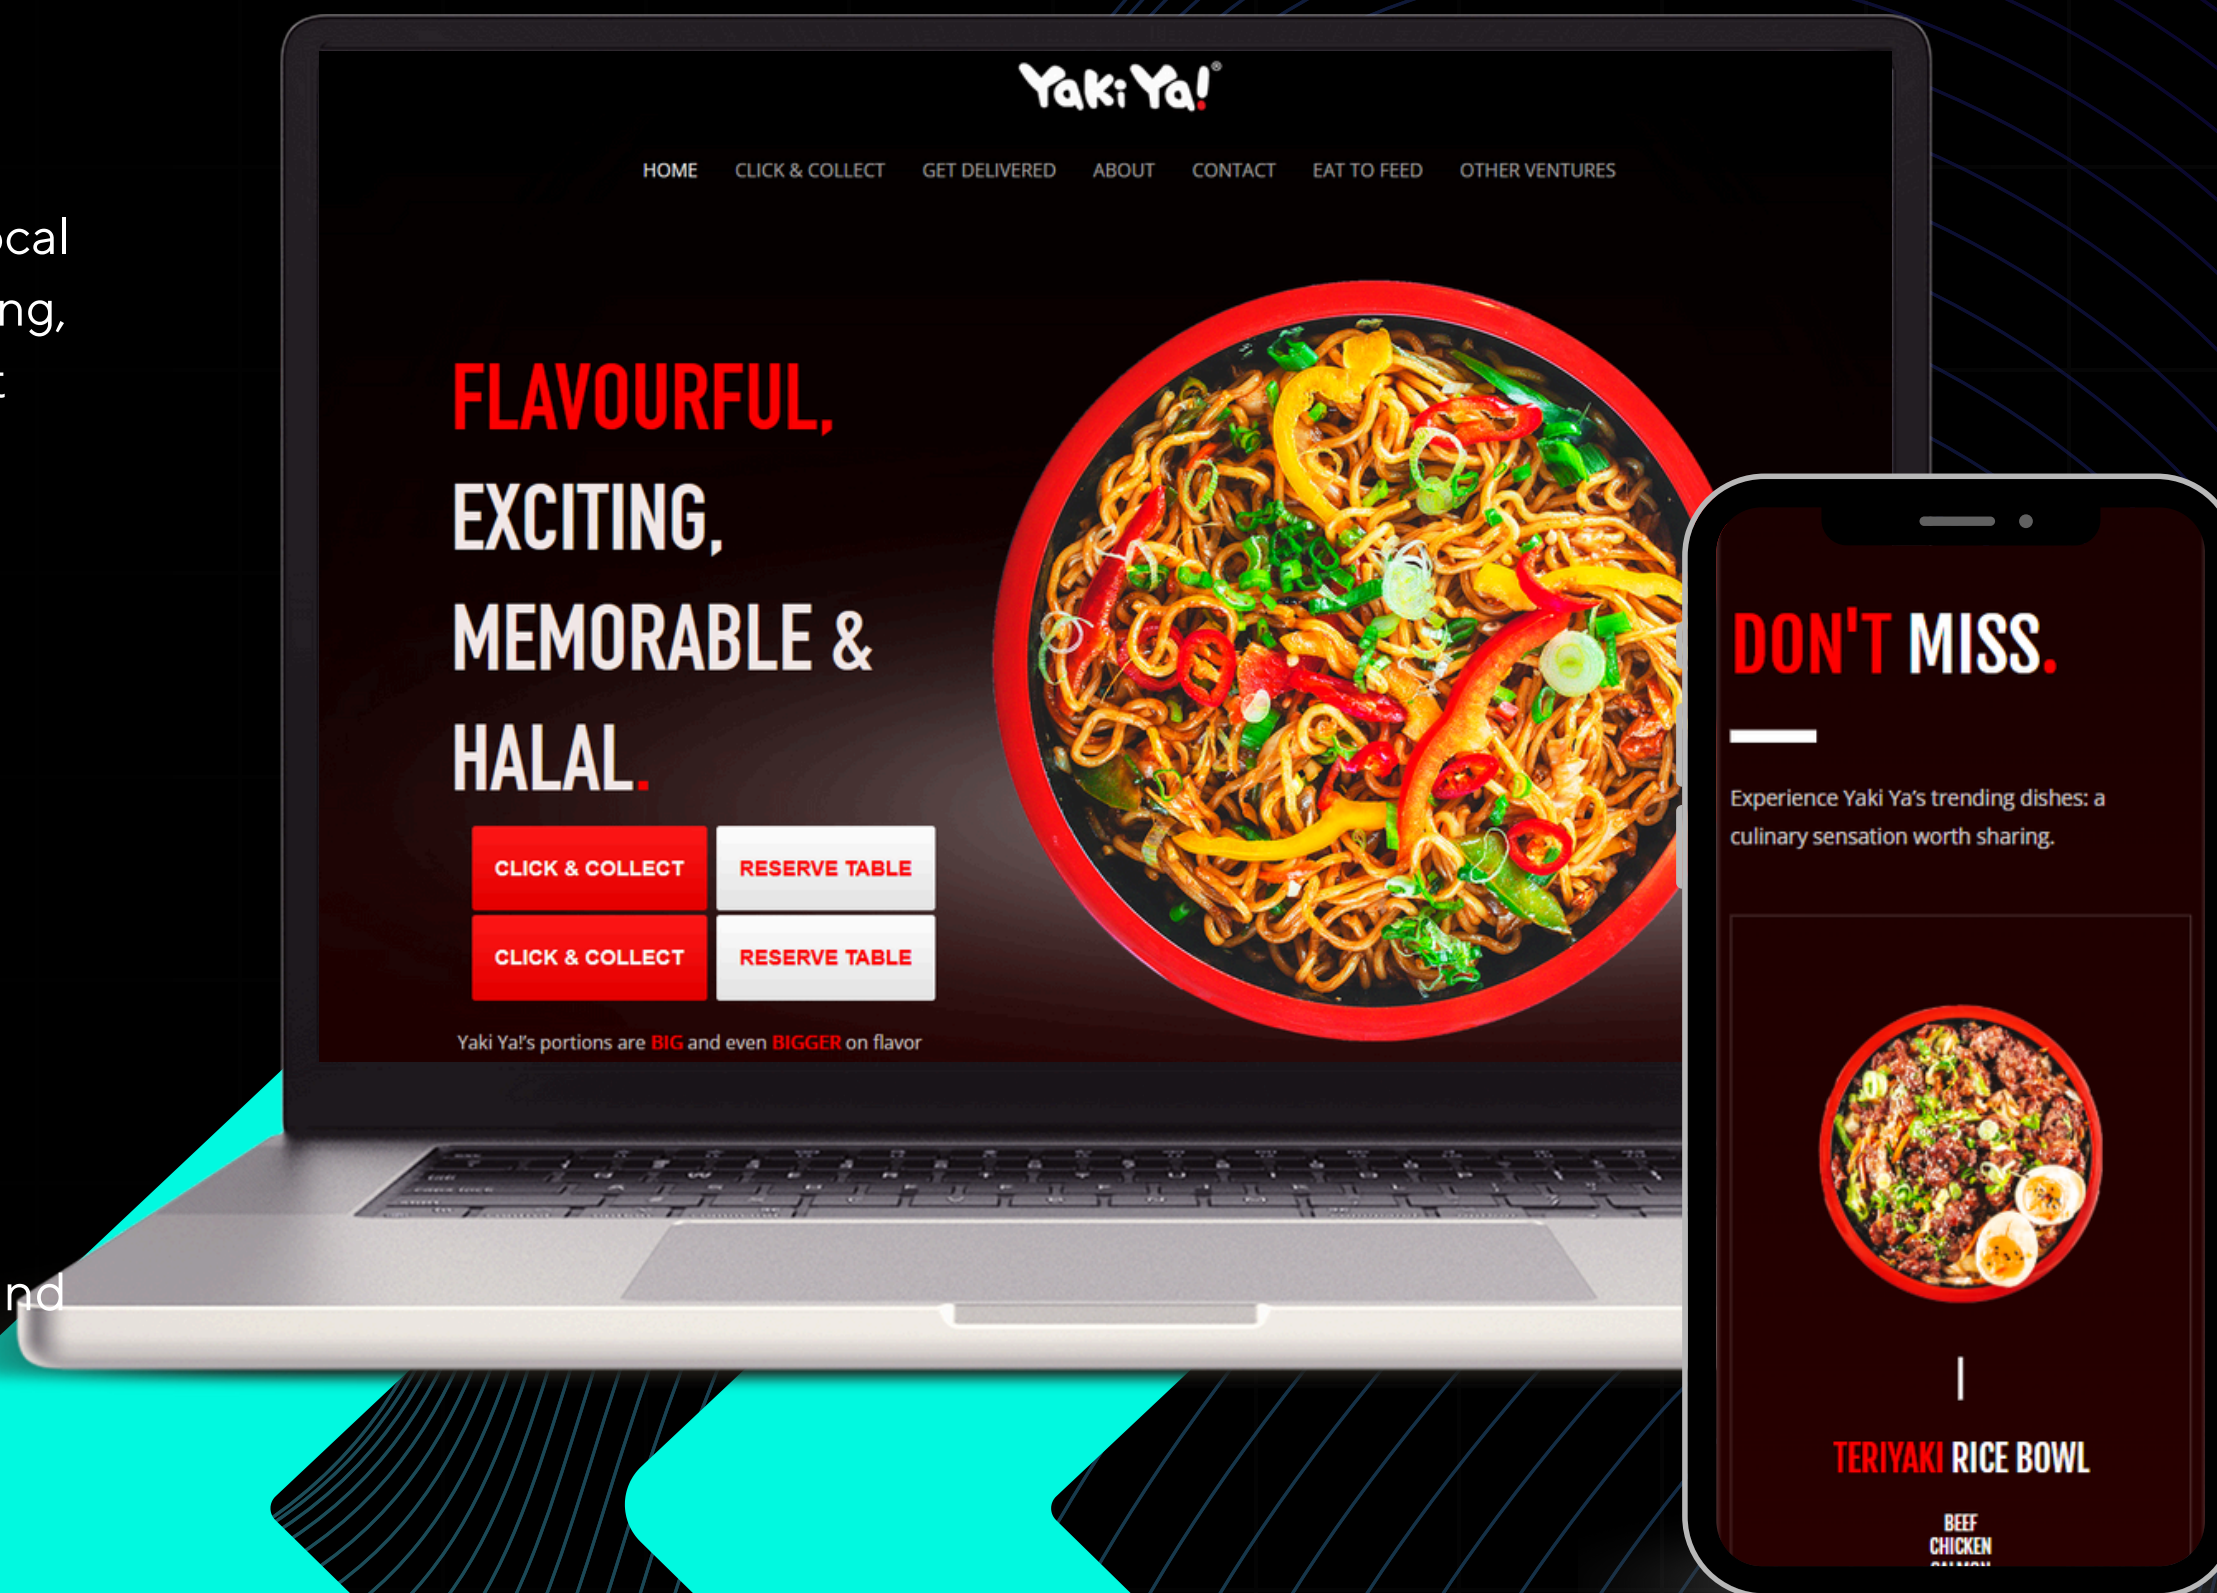 ocal
ng,
t
nd
Yaki Ya!®
HOME CLICK & COLLECT GET DELIVERED ABOUT CONTACT EAT TO FEED OTHER VENTURES
FLAVOURFUL,
EXCITING,
MEMORABLE &
HALAL.
CLICK & COLLECT RESERVE TABLE
CLICK & COLLECT RESERVE TABLE
Yaki Ya!'s portions are BIG and even BIGGER on flavor
DON'T MISS.
Experience Yaki Ya's trending dishes: a
culinary sensation worth sharing.
TERIYAKI RICE BOWL
BEEF
CHICKEN